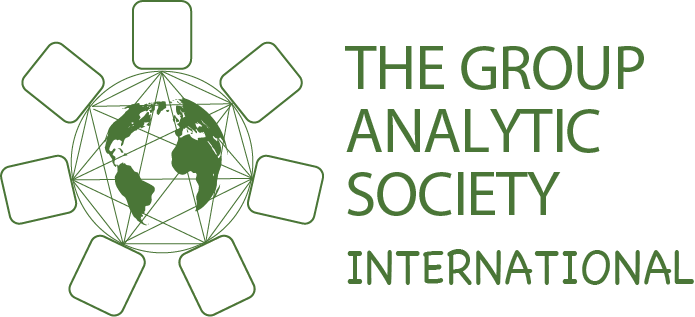 THE GROUP
ANALYTIC
SOCIETY
INTERNATIONAL